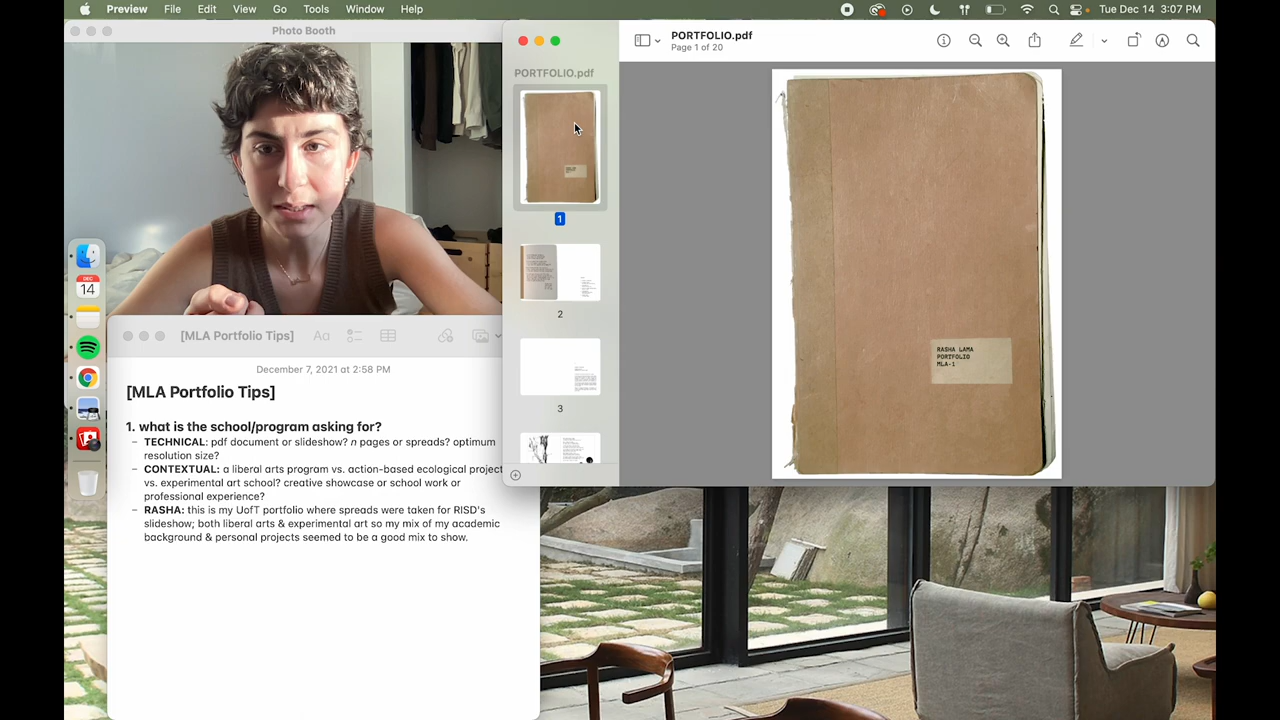 Preview File Edit View Go Tools Window Help Tue Dec 14 3:07 PM
Photo Booth
PORTFOLIO.pdf
Page 1 of 20
PORTFOLIO.pdf
1
2
3
RASHA LAMA
PORTFOLIO
MLA-1
DEC
14
[MLA Portfolio Tips] Aa
December 7, 2021 at 2:58 PM
[MLA Portfolio Tips]
1. what is the school/program asking for?
– TECHNICAL: pdf document or slideshow? n pages or spreads? optimum
resolution size?
– CONTEXTUAL: a liberal arts program vs. action-based ecological project
vs. experimental art school? creative showcase or school work or
professional experience?
– RASHA: this is my UofT portfolio where spreads were taken for RISD's
slideshow; both liberal arts & experimental art so my mix of my academic
background & personal projects seemed to be a good mix to show.